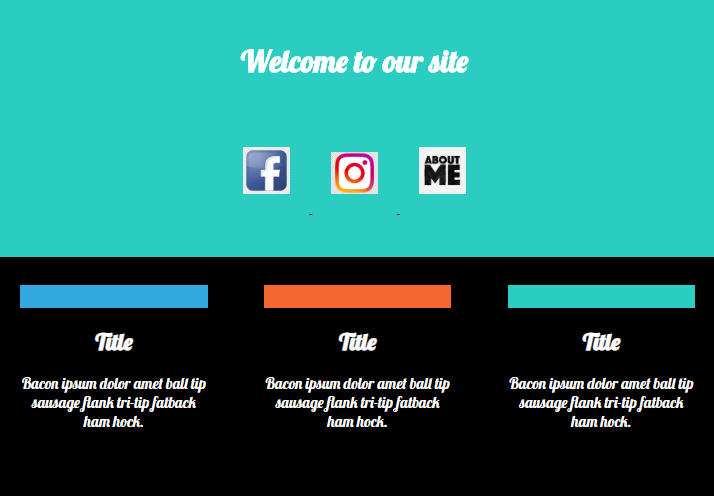 Welcome to our site
f
ABOUT
ME
Title
Bacon ipsum dolor amet ball tip
sausage flank tri-tip fatback
ham hock.
Title
Bacon ipsum dolor amet ball tip
sausage flank tri-tip fatback
ham hock.
Title
Bacon ipsum dolor amet ball tip
sausage flank tri-tip fatback
ham hock.